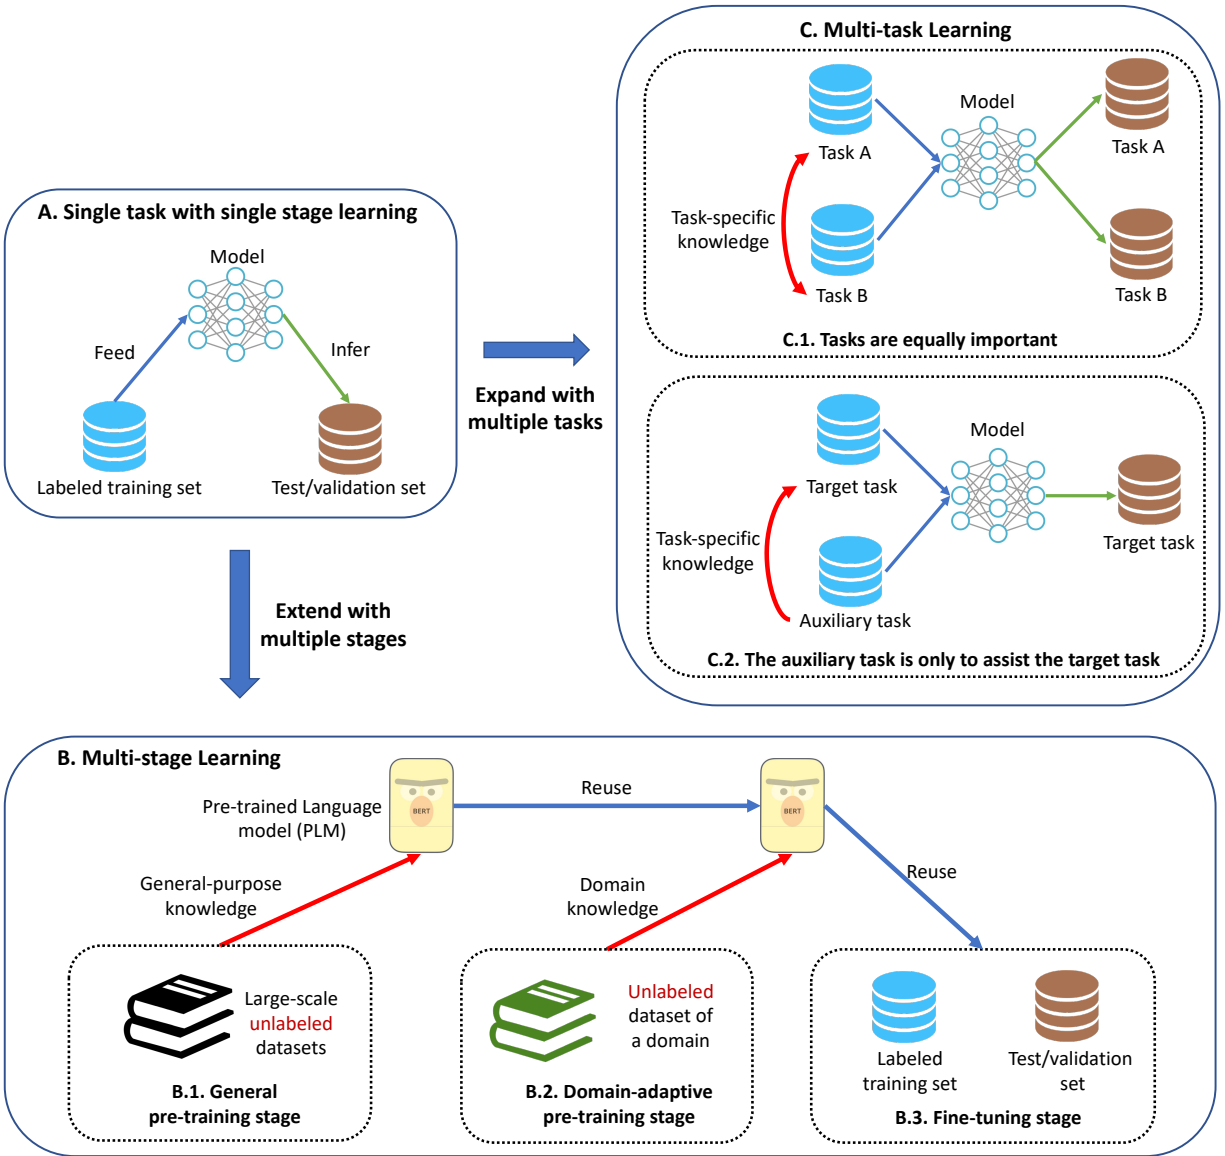 A. Single task with single stage learning
Model
Feed
Infer
Labeled training set
Test/validation set
Expand with
multiple tasks
Extend with
multiple stages
C. Multi-task Learning
Model
Task A
Task A
Task-specific
knowledge
Task B
Task B
C.1. Tasks are equally important
Model
Target task
Task-specific
knowledge
Target task
Auxiliary task
C.2. The auxiliary task is only to assist the target task
B. Multi-stage Learning
Pre-trained Language
model (PLM)
BERT
Reuse
BERT
Reuse
General-purpose
knowledge
Domain
knowledge
Large-scale
unlabeled
datasets
B.1. General
pre-training stage
Unlabeled
dataset of
a domain
B.2. Domain-adaptive
pre-training stage
Labeled
training set
Test/validation
set
B.3. Fine-tuning stage